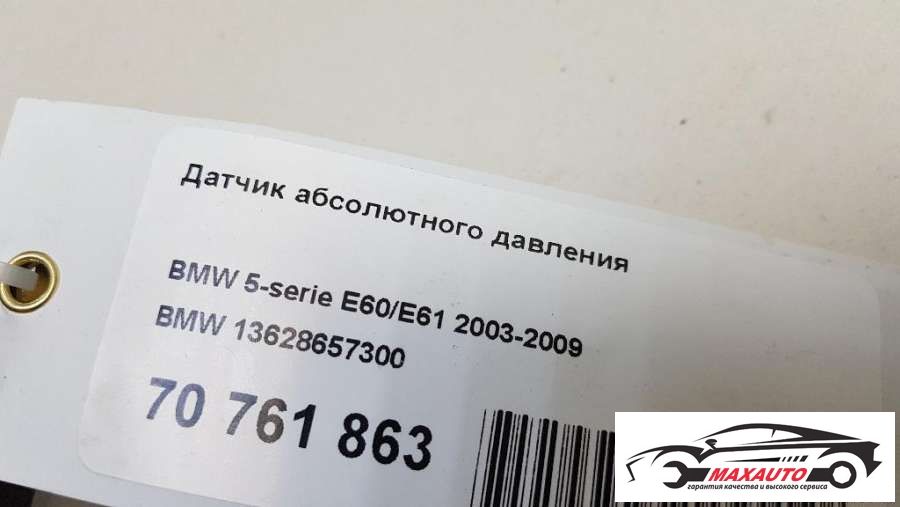 Датчик абсолютного давления
BMW 5-serie E60/E61 2003-2009
BMW 13628657300
70 761 863
MAXAUTO
гарантия качества и высокого сервиса